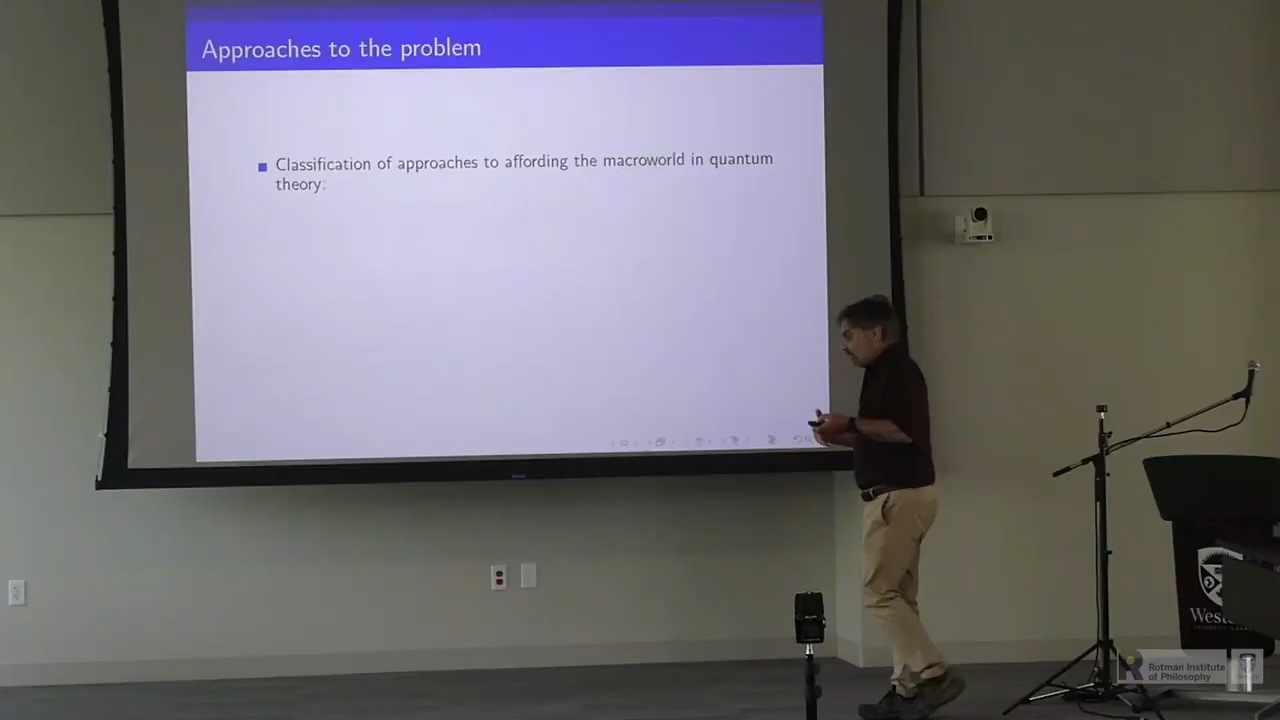 Approaches to the problem
Classification of approaches to affording the macroworld in quantum
theory:
Rotman Institute
of Philosophy